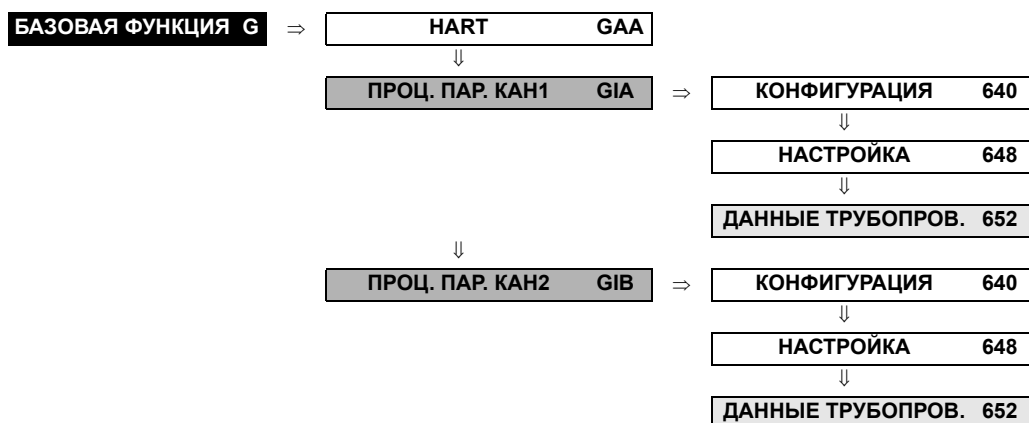 БАЗОВАЯ ФУНКЦИЯ G ⇒ HART GAA
⇓
ПРОЦ. ПАР. КАН1 GIA ⇒ КОНФИГУРАЦИЯ 640
⇓
НАСТРОЙКА 648
⇓
ДАННЫЕ ТРУБОПРОВ. 652
⇓
ПРОЦ. ПАР. КАН2 GIB ⇒ КОНФИГУРАЦИЯ 640
⇓
НАСТРОЙКА 648
⇓
ДАННЫЕ ТРУБОПРОВ. 652